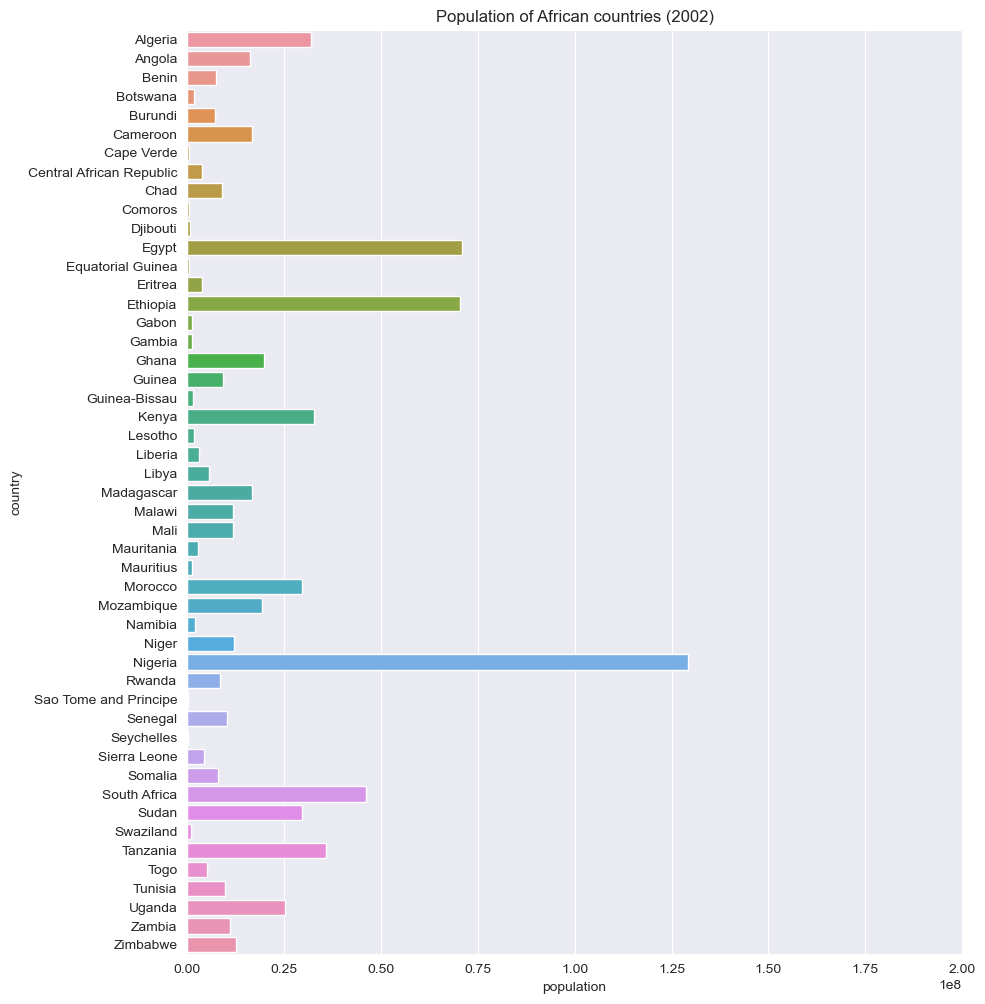 Population of African countries (2002)
Algeria
Angola
Benin
Botswana
Burundi
Cameroon
Cape Verde
Central African Republic
Chad
Comoros
Djibouti
Egypt
Equatorial Guinea
Eritrea
Ethiopia
Gabon
Gambia
Ghana
Guinea
Guinea-Bissau
Kenya
Lesotho
Liberia
Libya
Madagascar
Malawi
Mali
Mauritania
Mauritius
Morocco
Mozambique
Namibia
Niger
Nigeria
Rwanda
Sao Tome and Principe
Senegal
Seychelles
Sierra Leone
Somalia
South Africa
Sudan
Swaziland
Tanzania
Togo
Tunisia
Uganda
Zambia
Zimbabwe
country
0.00 0.25 0.50 0.75 1.00 1.25 1.50 1.75 2.00
1e8
population